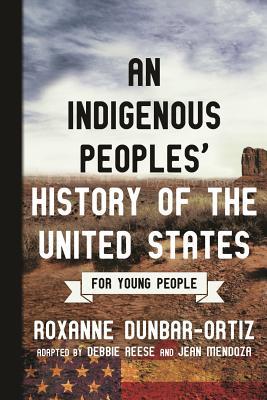 AN
INDIGENOUS
PEOPLES'
HISTORY OF THE
UNITED STATES
FOR YOUNG PEOPLE
ROXANNE DUNBAR-ORTIZ
ADAPTED BY DEBBIE REESE AND JEAN MENDOZA